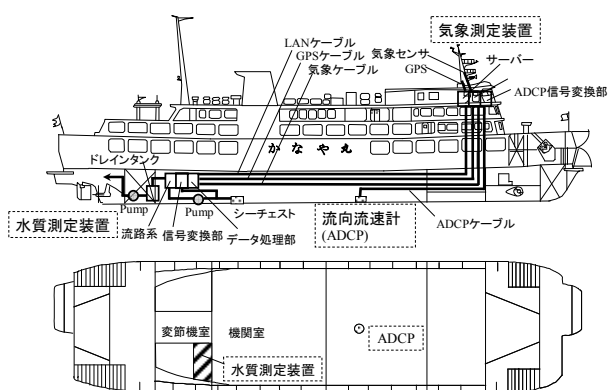 気象測定装置
LANケーブル
GPSケーブル
気象ケーブル
気象センサ
GPS
サーバー
ADCP信号変換部
かなや丸
ドレインタンク
Pump
水質測定装置
流路系
信号変換部
Pump
データ処理部
シーチェスト
流向流速計
(ADCP)
ADCPケーブル
変節機室
機関室
水質測定装置
ADCP